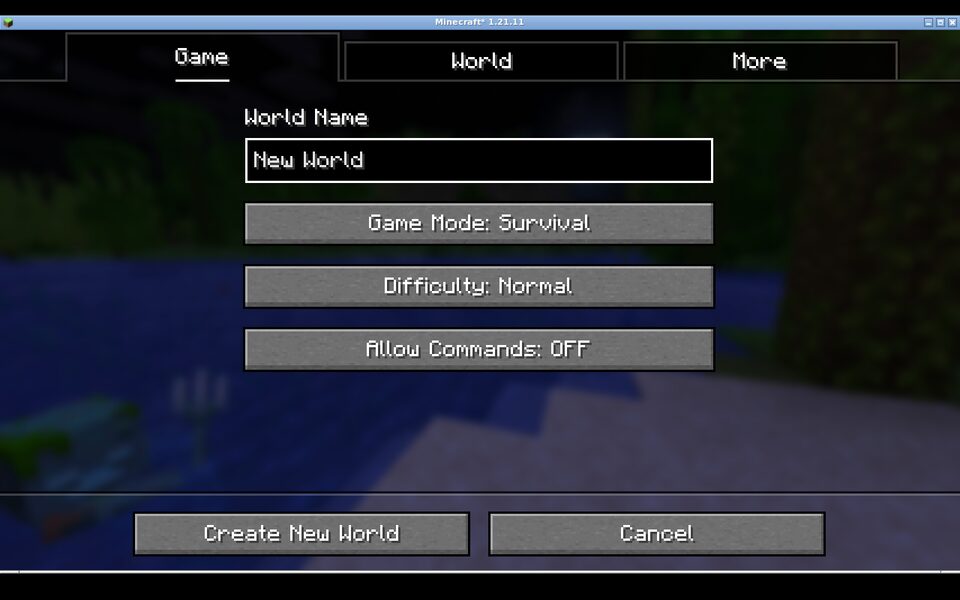 Minecraft* 1.21.11
Game
World
More
World Name
New World
Game Mode: Survival
Difficulty: Normal
Allow Commands: OFF
Create New World
Cancel